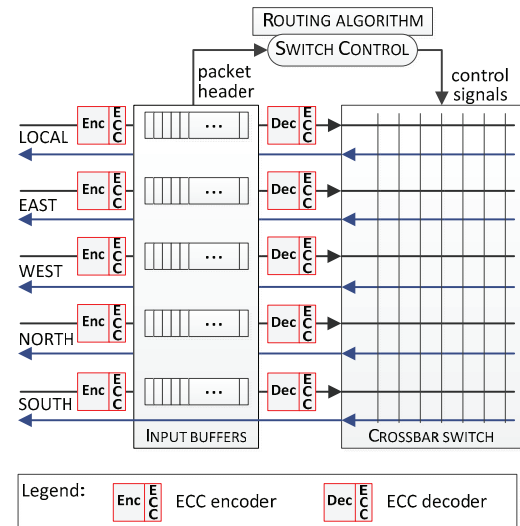 ROUTING ALGORITHM
SWITCH CONTROL
packet
header
control
signals
Enc ECC ... Dec ECC
LOCAL
Enc ECC ... Dec ECC
EAST
Enc ECC ... Dec ECC
WEST
Enc ECC ... Dec ECC
NORTH
Enc ECC ... Dec ECC
SOUTH
INPUT BUFFERS
CROSSBAR SWITCH
Legend: Enc ECC ECC encoder Dec ECC ECC decoder